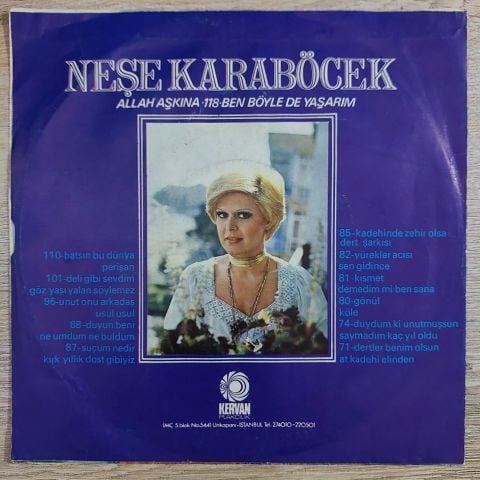 NEŞE KARABÖCEK
ALLAH AŞKINA·118·BEN BÖYLE DE YAŞARIM
110-batsın bu dünya
perişan
101-deli gibi sevdim
göz yaşı yalan söylemez
96-unut onu arkadaş
usul usul
88-duyun beni
ne umdum ne buldum
87-suçum nedir
kırk yıllık dost gibiyiz
85-kadehinde zehir olsa
dert şarkısı
82-yürekler acısı
sen gidince
81-kısmet
demedim mi ben sana
80-gönül
köle
74-duydum ki unutmuşsun
saymadım kaç yıl oldu
71-dertler benim olsun
at kadehi elinden
KERVAN
PLAKÇILIK
İMÇ 5.blok No:5441 Unkapanı-İSTANBUL Tel: 274010-220501